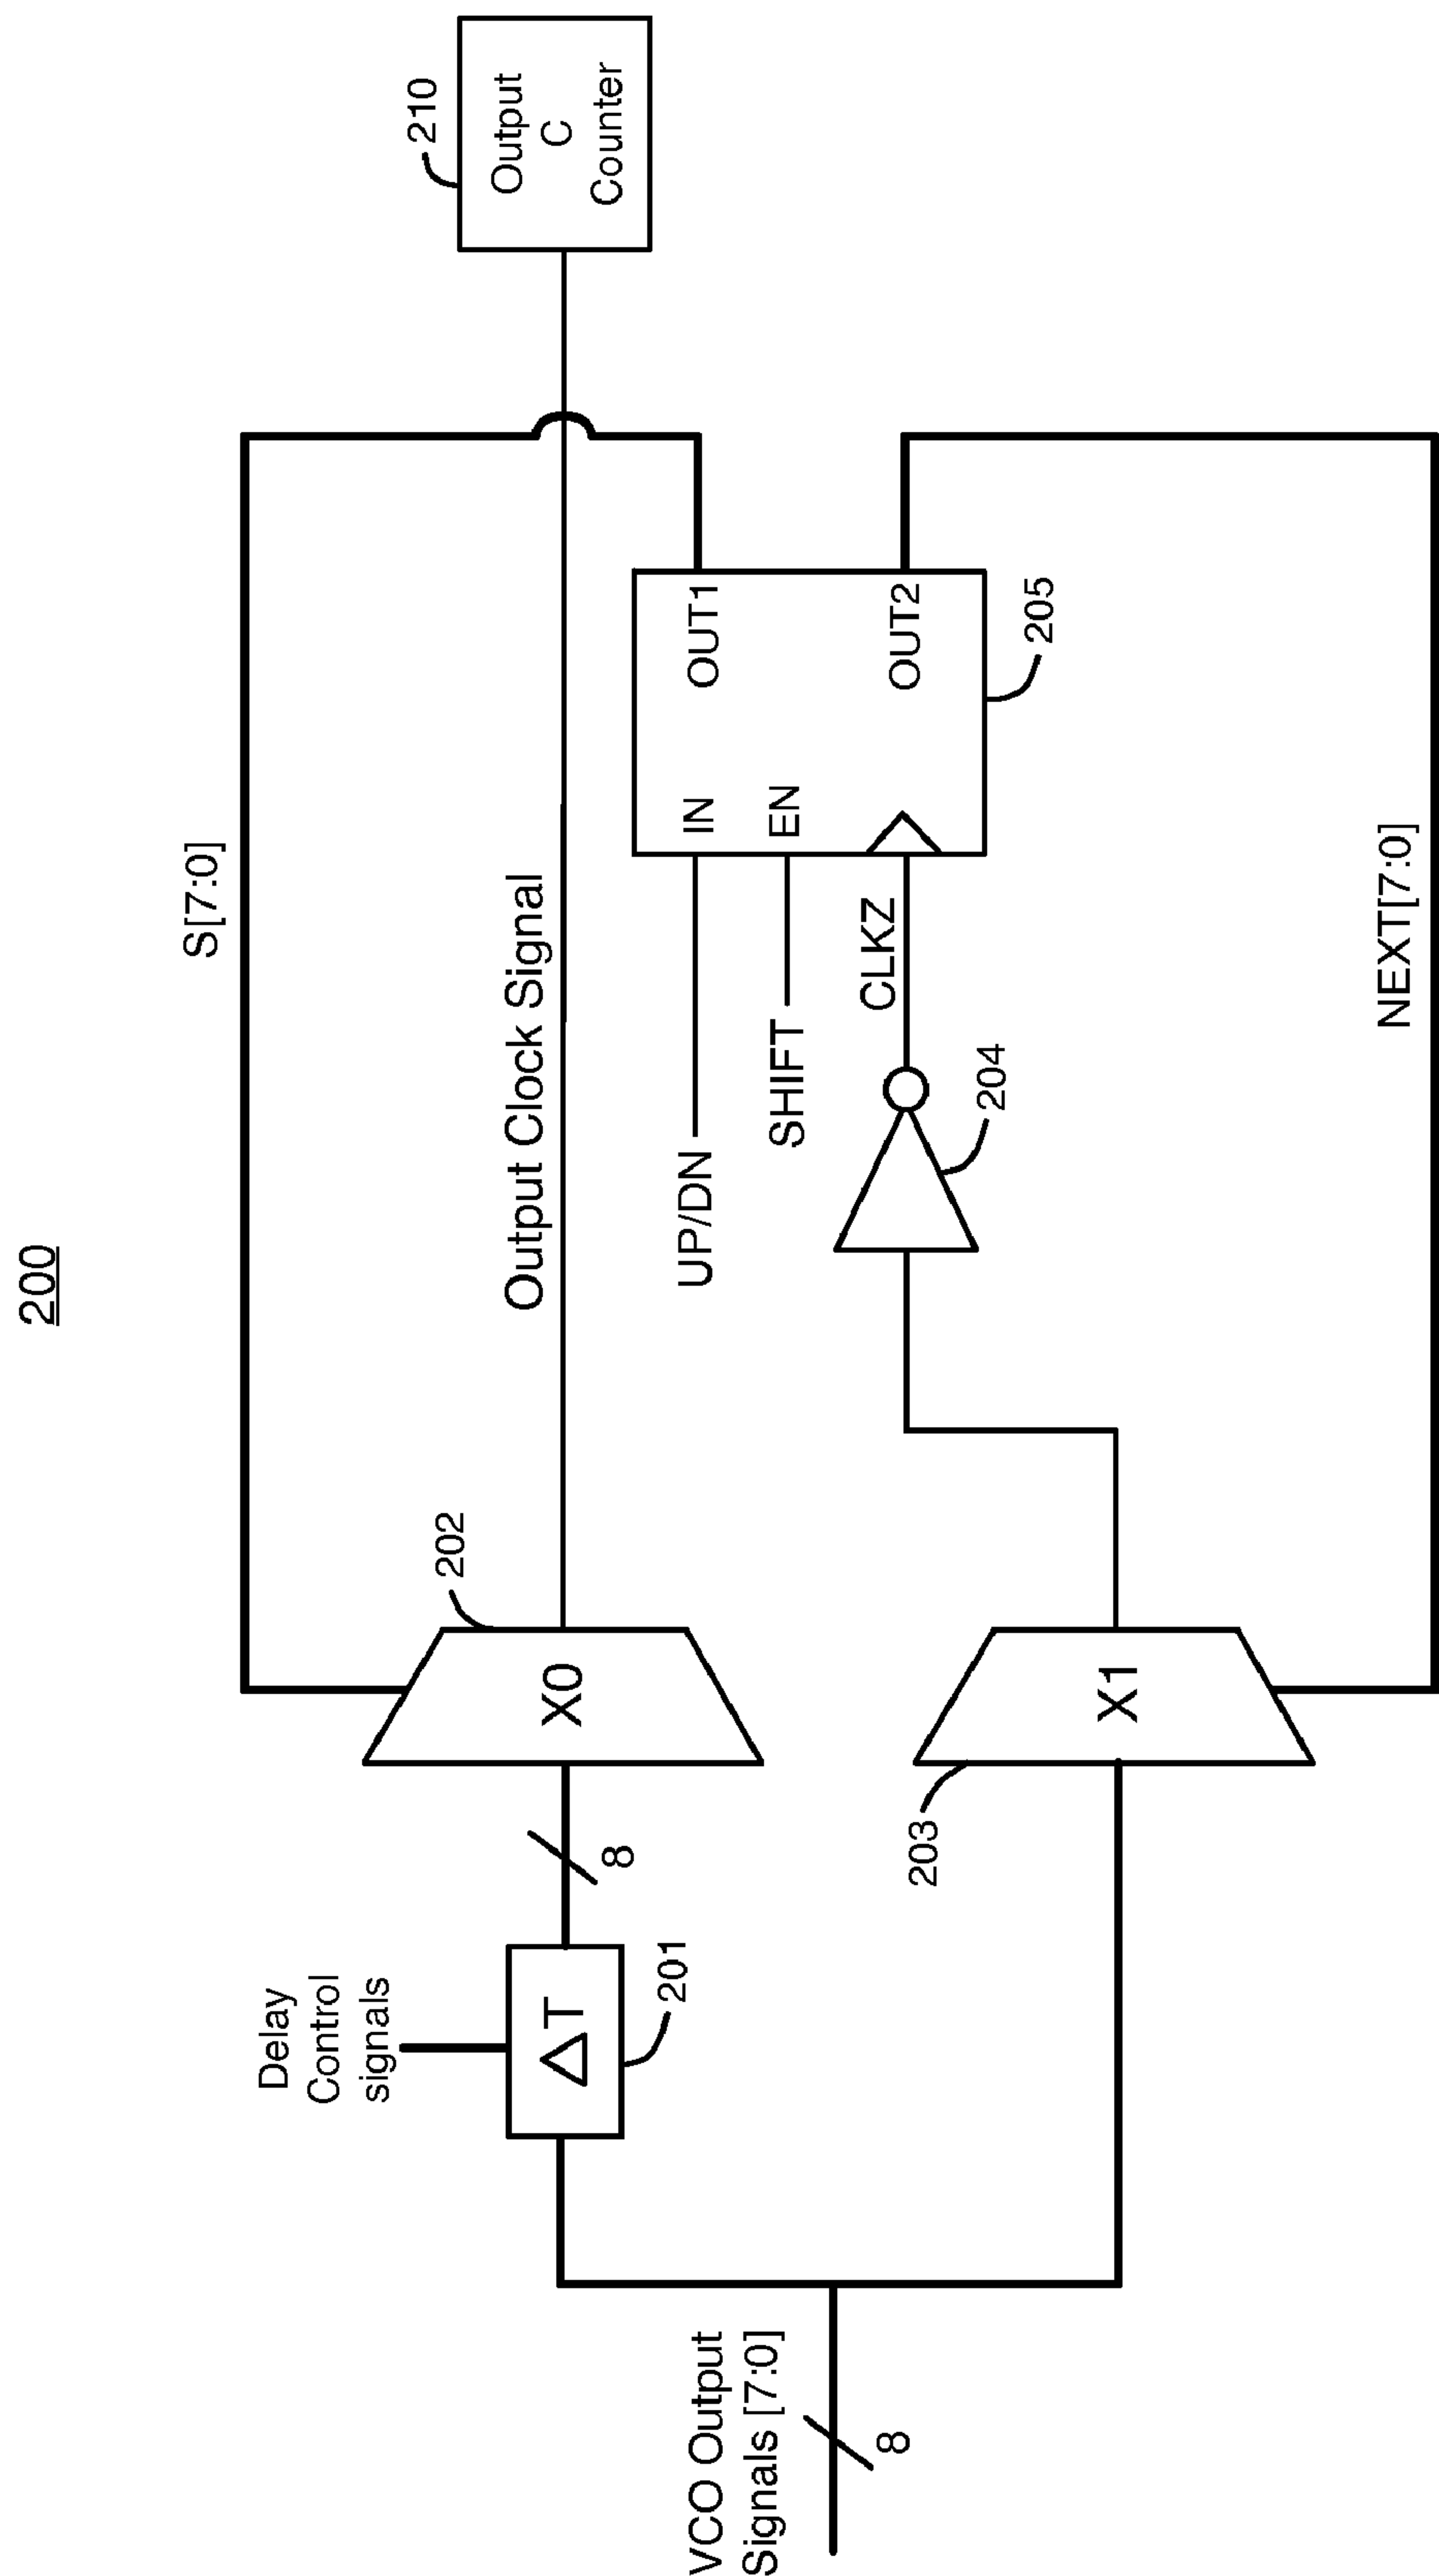 200
VCO Output
Signals [7:0]
8
Delay
Control
signals
ΔT
201
8
X0
202
X1
203
S[7:0]
Output Clock Signal
UP/DN
SHIFT
CLKZ
204
IN
EN
OUT1
OUT2
205
NEXT[7:0]
210
Output
C
Counter